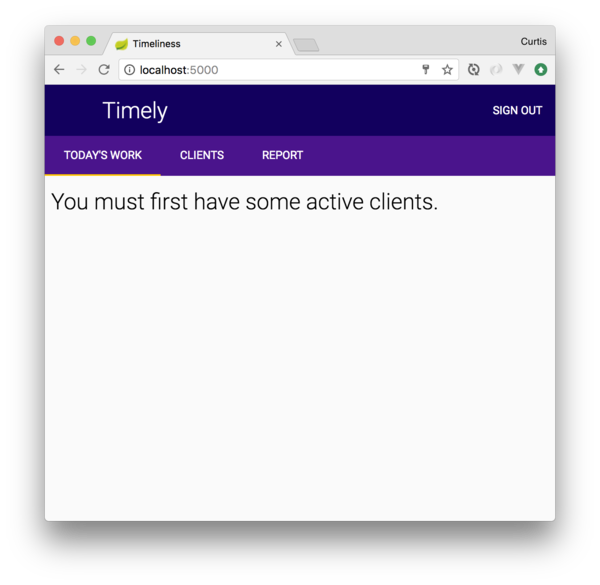 Timeliness
Curtis
localhost:5000
Timely
SIGN OUT
TODAY'S WORK
CLIENTS
REPORT
You must first have some active clients.